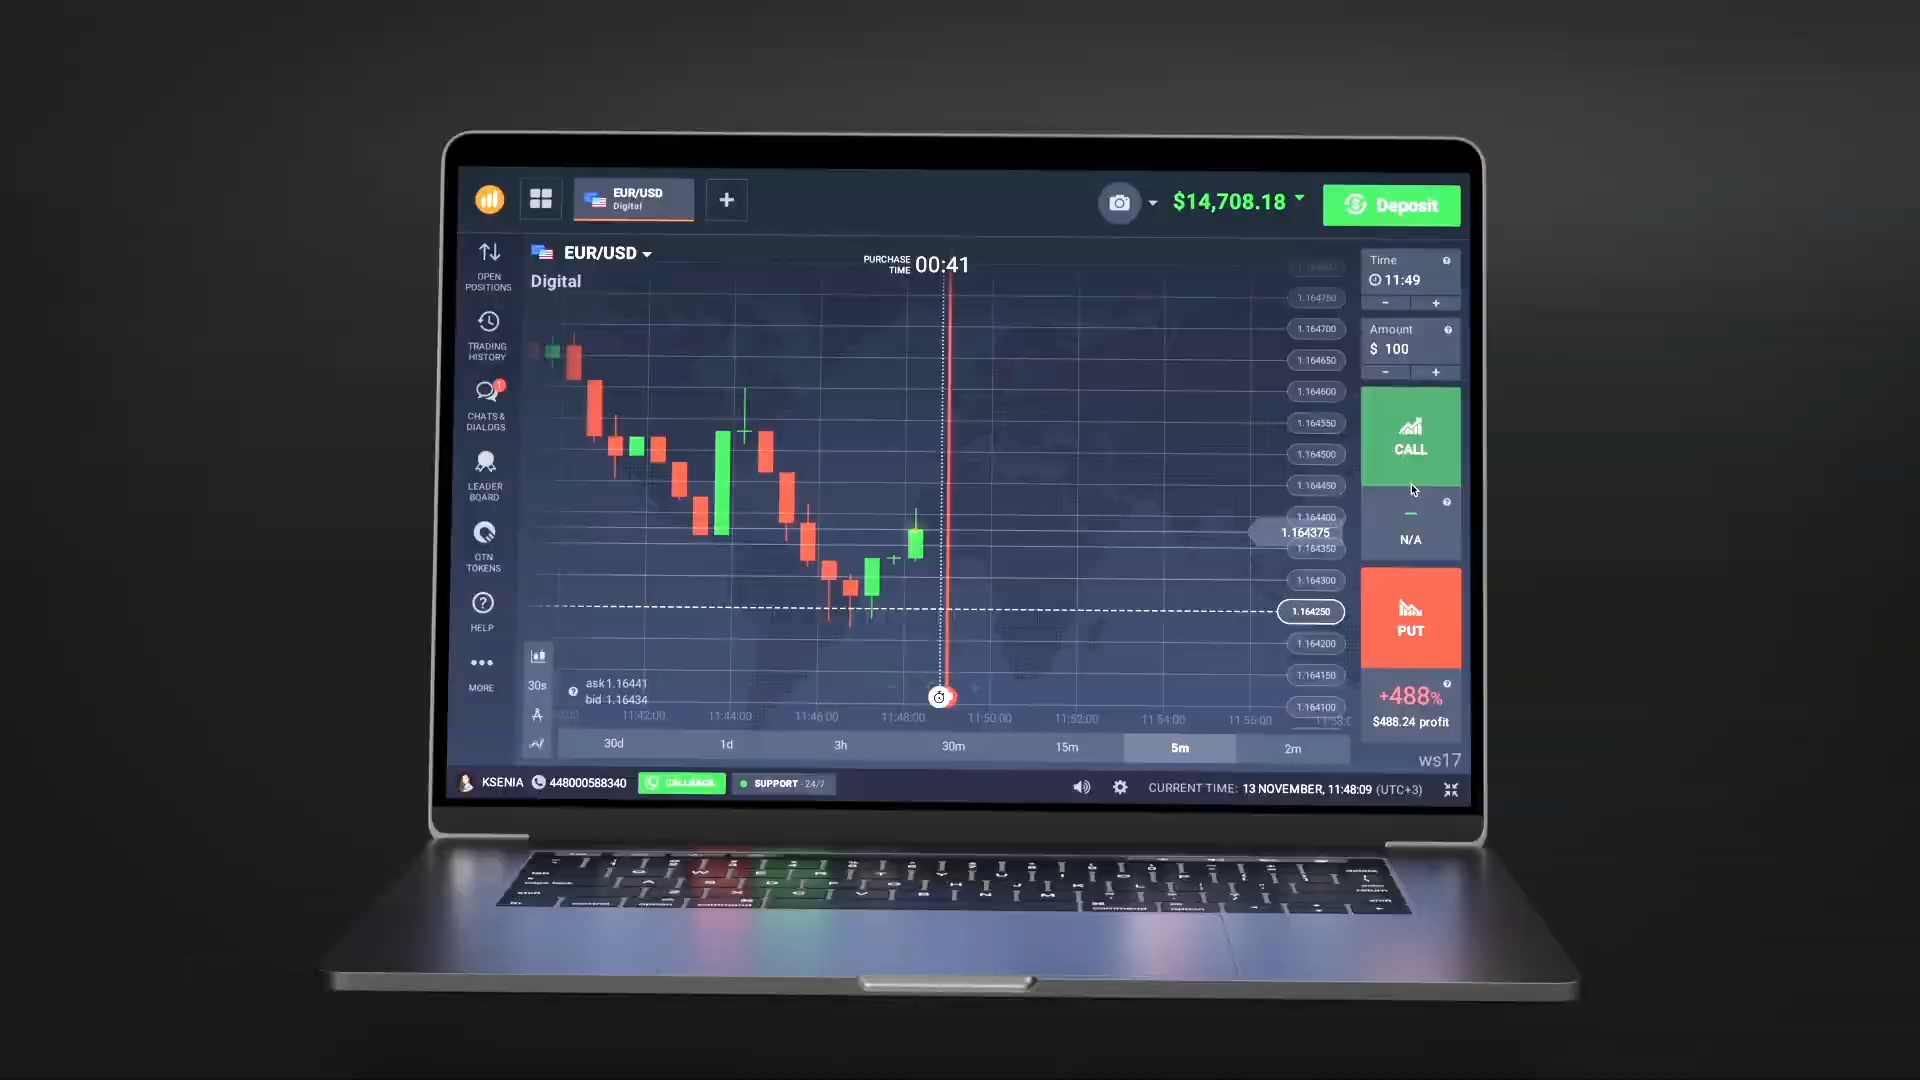 EUR/USD
Digital
$14,708.18
Deposit
OPEN
POSITIONS
TRADING
HISTORY
1
CHATS &
DIALOGS
LEADER
BOARD
OTN
TOKENS
HELP
MORE
EUR/USD
Digital
PURCHASE
TIME
00:41
1.164750
1.164700
1.164650
1.164600
1.164550
1.164500
1.164450
1.164400
1.164375
1.164350
1.164300
1.164250
1.164200
1.164150
1.164100
Time
11:49
- +
Amount
$ 100
- +
CALL
N/A
PUT
+488%
$488.24 profit
ws17
30s
ask 1.16441
bid 1.16434
11:42:00 11:44:00 11:46:00 11:48:00 11:50:00 11:52:00 11:54:00 11:56:00
30d 1d 3h 30m 15m 5m 2m
KSENIA 448000588340 CALLBACK SUPPORT - 24/7
CURRENT TIME: 13 NOVEMBER, 11:48:09 (UTC+3)